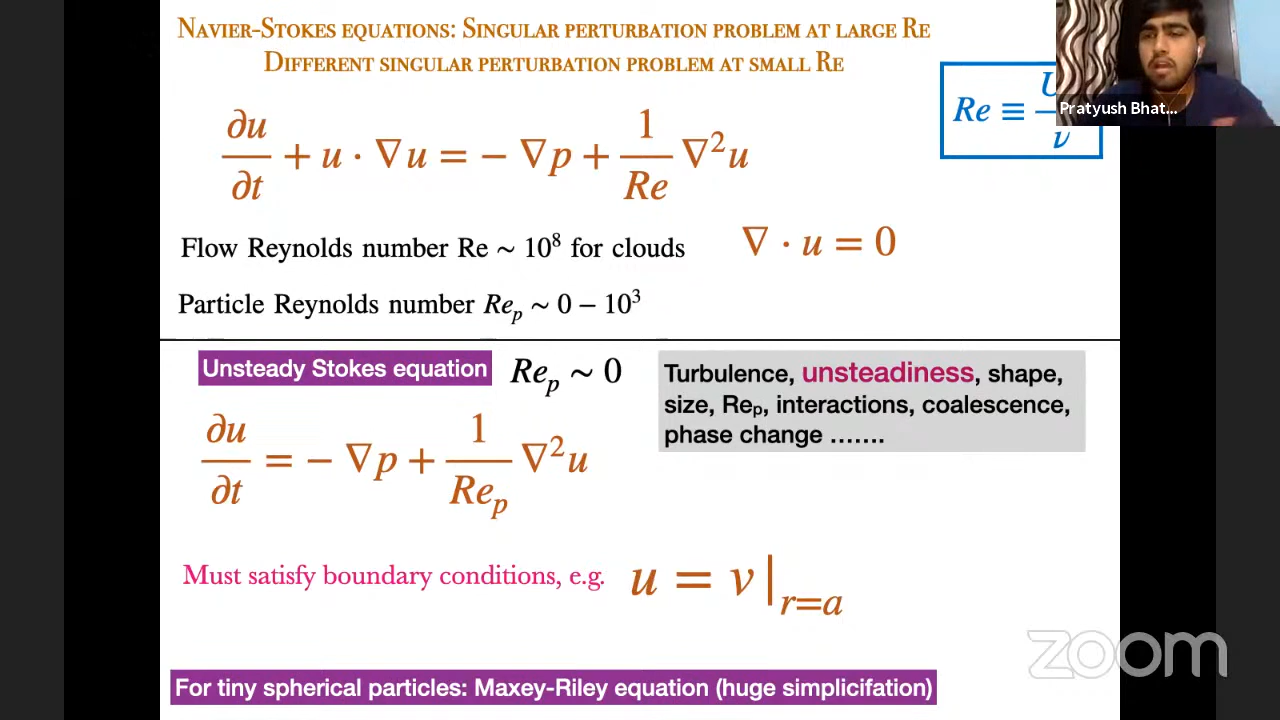 Navier-Stokes equations: Singular perturbation problem at large Re
Different singular perturbation problem at small Re
Re ≡ U/ν
Pratyush Bhat...
∂u/∂t + u · ∇u = − ∇p + 1/Re ∇²u
Flow Reynolds number Re ~ 10⁸ for clouds
∇ · u = 0
Particle Reynolds number Reₚ ~ 0 − 10³
Unsteady Stokes equation
Reₚ ~ 0
Turbulence, unsteadiness, shape,
size, Reₚ, interactions, coalescence,
phase change .......
∂u/∂t = − ∇p + 1/Reₚ ∇²u
Must satisfy boundary conditions, e.g.
u = v|r=a
zoom
For tiny spherical particles: Maxey-Riley equation (huge simplicifation)